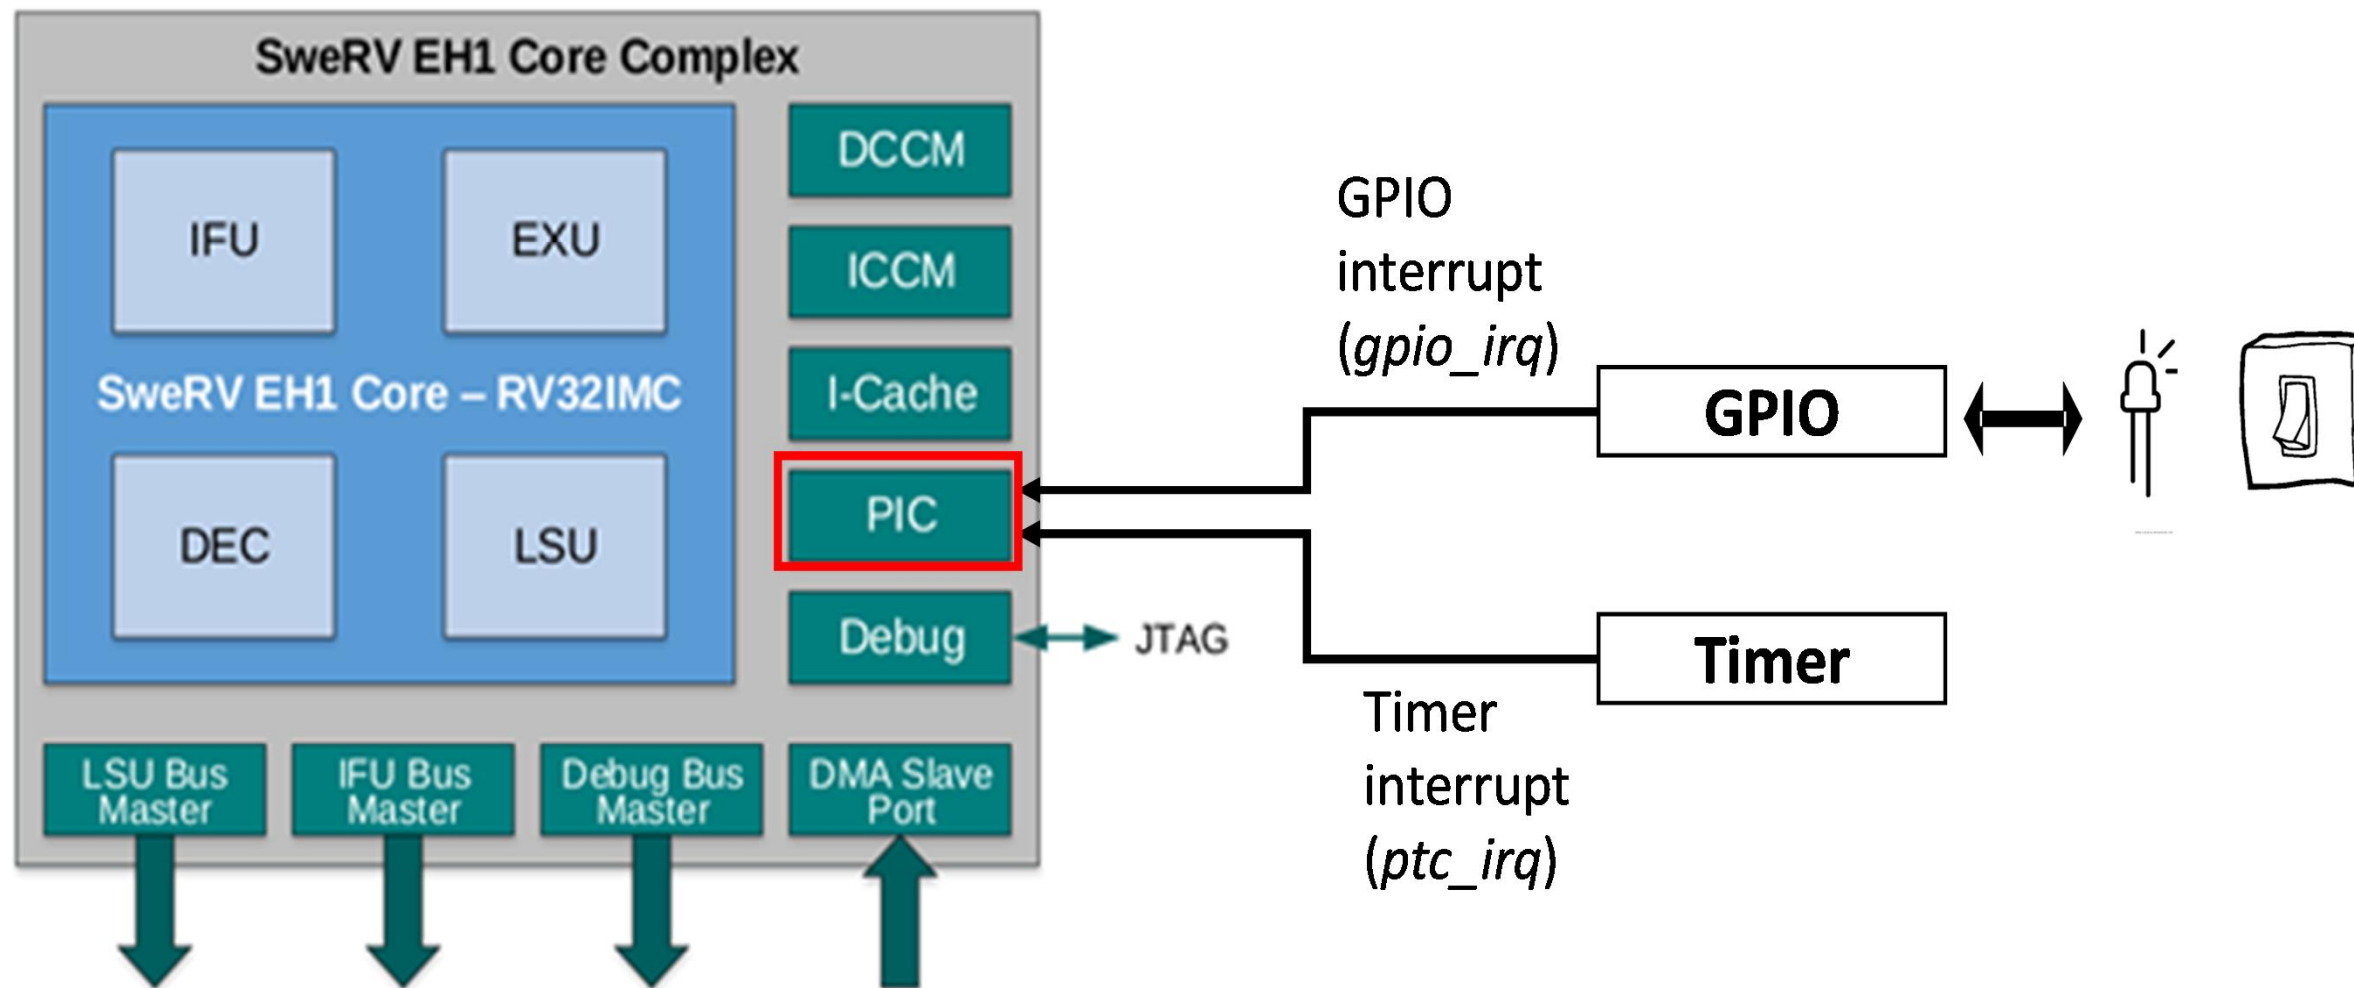 SweRV EH1 Core Complex
IFU
EXU
SweRV EH1 Core – RV32IMC
DEC
LSU
DCCM
ICCM
I-Cache
PIC
Debug
JTAG
LSU Bus
Master
IFU Bus
Master
Debug Bus
Master
DMA Slave
Port
GPIO
interrupt
(gpio_irq)
GPIO
Timer
Timer
interrupt
(ptc_irq)